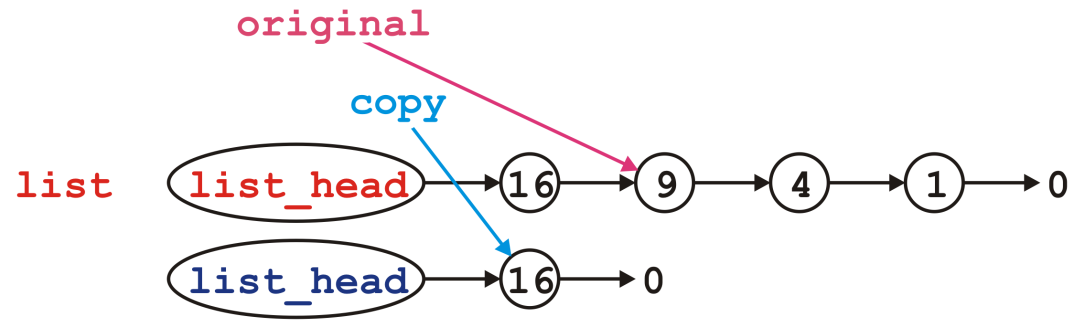 original
copy
list list_head 16 9 4 1 0
list_head 16 0